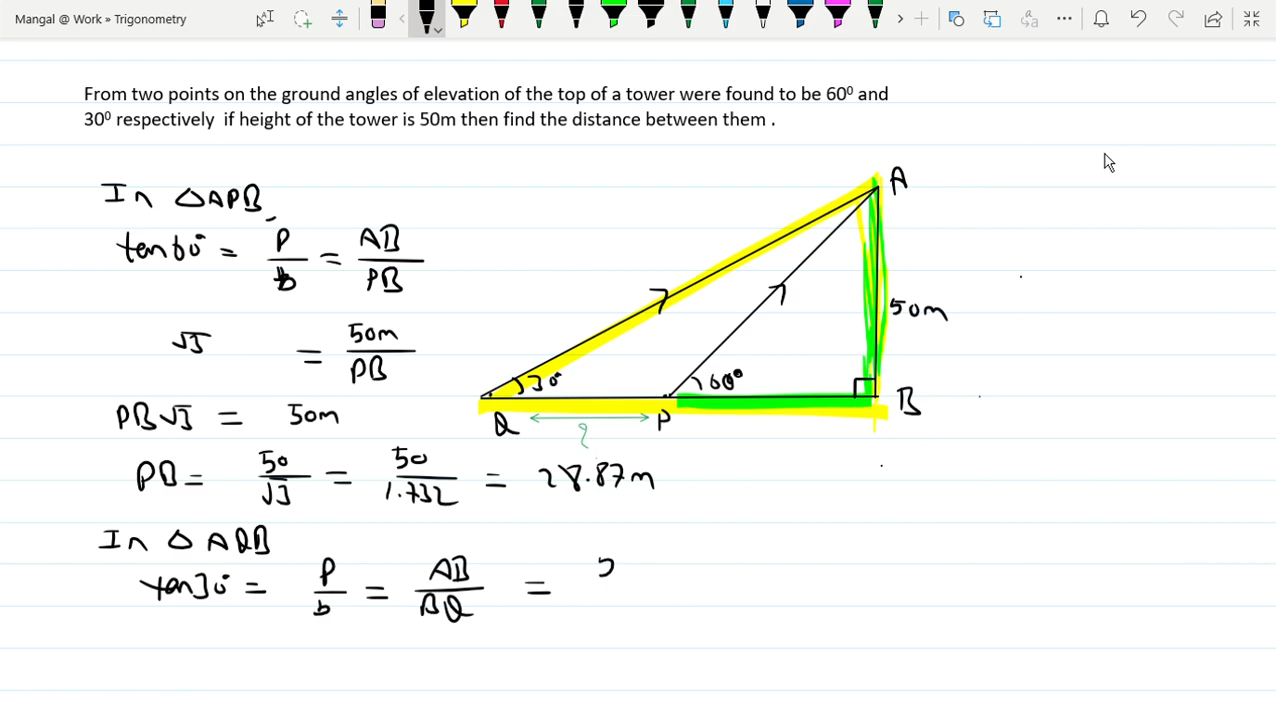 Mangal @ Work » Trigonometry
From two points on the ground angles of elevation of the top of a tower were found to be 60⁰ and
30⁰ respectively if height of the tower is 50m then find the distance between them .
In △APB,
tan60° = P/b = AB/PB
√3 = 50m/PB
PB√3 = 50m
PB = 50/√3 = 50/1.732 = 28.87m
In △ AQB
tan30° = P/b = AB/BQ =
A
50m
30°
60°
B
Q
?
P